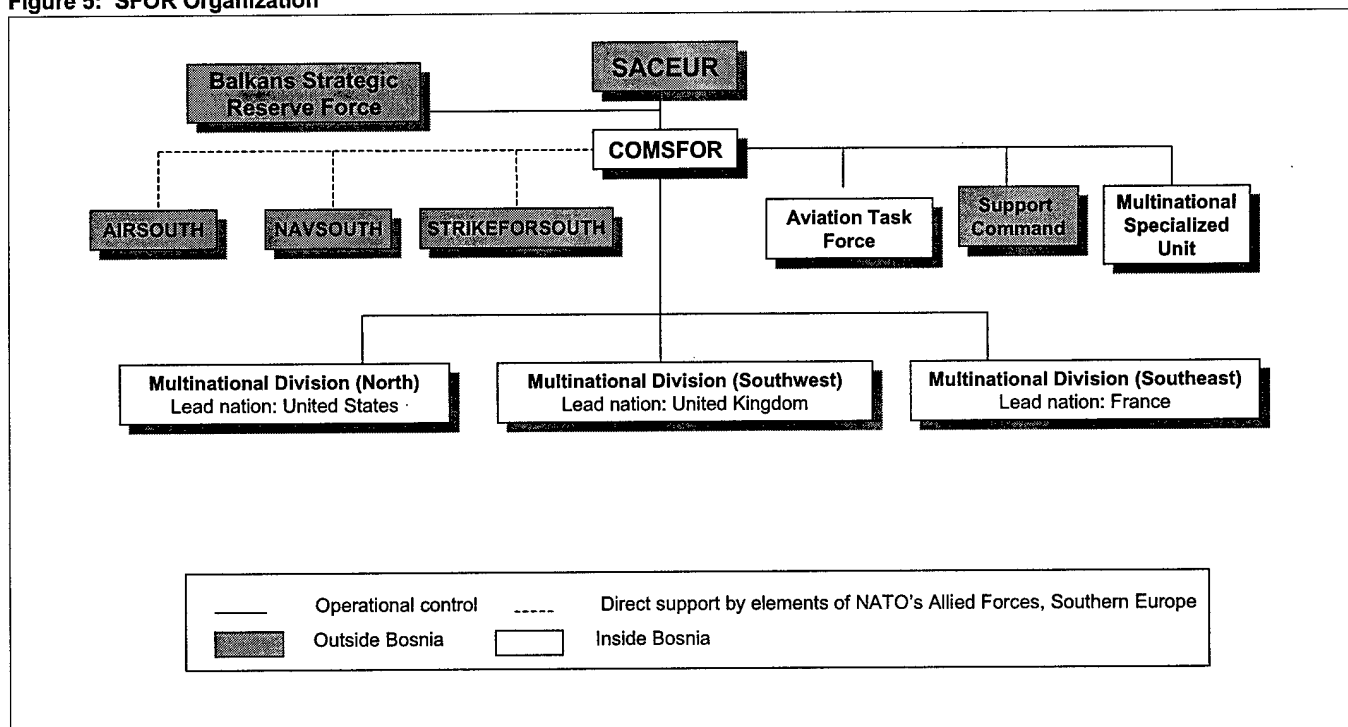 Figure 5: SFOR Organization
SACEUR
Balkans Strategic
Reserve Force
COMSFOR
AIRSOUTH
NAVSOUTH
STRIKEFORSOUTH
Aviation Task
Force
Support
Command
Multinational
Specialized
Unit
Multinational Division (North)
Lead nation: United States
Multinational Division (Southwest)
Lead nation: United Kingdom
Multinational Division (Southeast)
Lead nation: France
Operational control
Direct support by elements of NATO's Allied Forces, Southern Europe
Outside Bosnia
Inside Bosnia